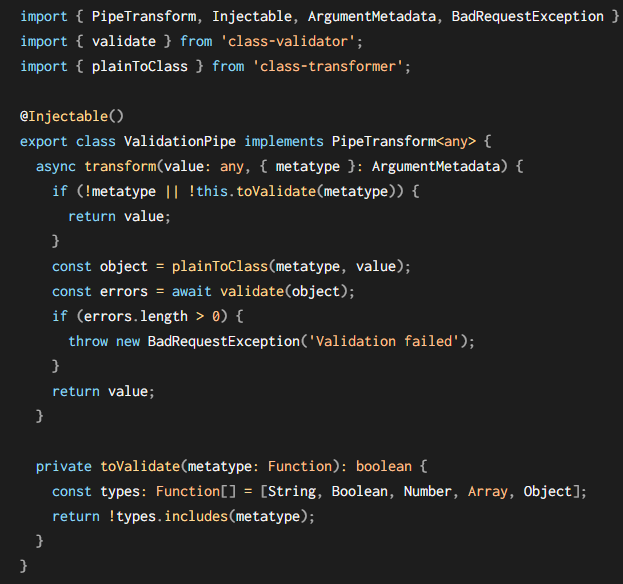 import { PipeTransform, Injectable, ArgumentMetadata, BadRequestException }
import { validate } from 'class-validator';
import { plainToClass } from 'class-transformer';

@Injectable()
export class ValidationPipe implements PipeTransform<any> {
  async transform(value: any, { metatype }: ArgumentMetadata) {
    if (!metatype || !this.toValidate(metatype)) {
      return value;
    }
    const object = plainToClass(metatype, value);
    const errors = await validate(object);
    if (errors.length > 0) {
      throw new BadRequestException('Validation failed');
    }
    return value;
  }

  private toValidate(metatype: Function): boolean {
    const types: Function[] = [String, Boolean, Number, Array, Object];
    return !types.includes(metatype);
  }
}